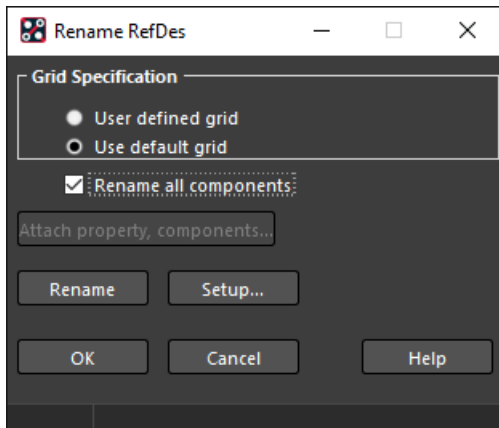 Rename RefDes
Grid Specification
User defined grid
Use default grid
Rename all components
Attach property, components...
Rename Setup...
OK Cancel Help